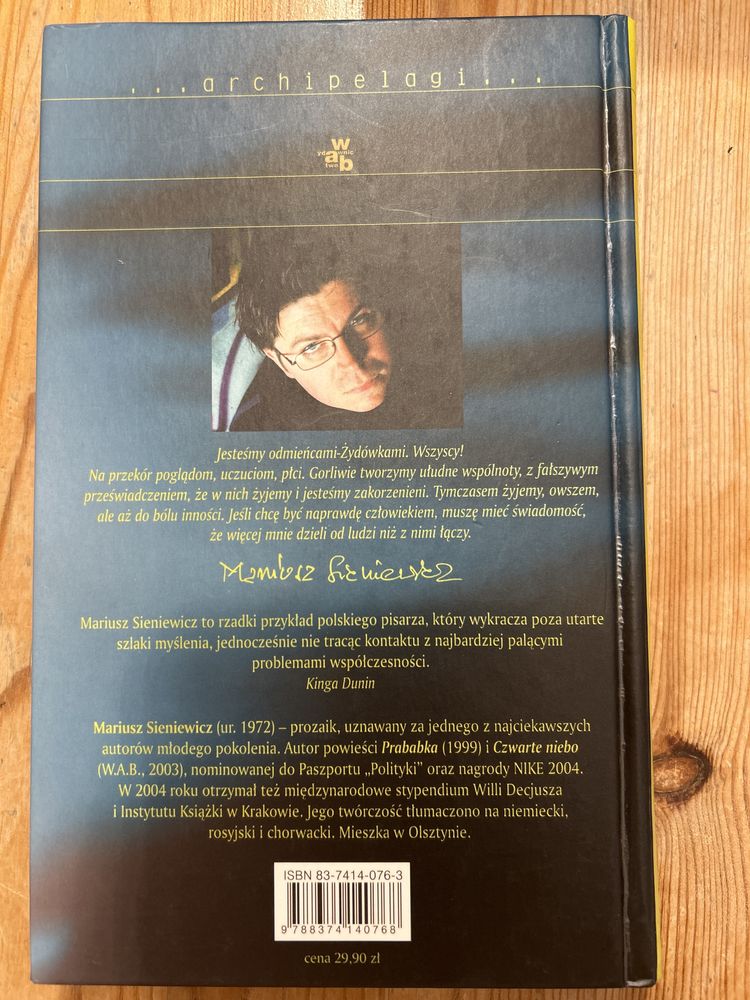 ...archipelagi...
w
ydawnic
ab
two
Jesteśmy odmieńcami-Żydówkami. Wszyscy!
Na przekór poglądom, uczuciom, płci. Gorliwie tworzymy ułudne wspólnoty, z fałszywym
przeświadczeniem, że w nich żyjemy i jesteśmy zakorzenieni. Tymczasem żyjemy, owszem,
ale aż do bólu inności. Jeśli chcę być naprawdę człowiekiem, muszę mieć świadomość,
że więcej mnie dzieli od ludzi niż z nimi łączy.
Mariusz Sieniewicz
Mariusz Sieniewicz to rzadki przykład polskiego pisarza, który wykracza poza utarte
szlaki myślenia, jednocześnie nie tracąc kontaktu z najbardziej palącymi
problemami współczesności.
Kinga Dunin
Mariusz Sieniewicz (ur. 1972) – prozaik, uznawany za jednego z najciekawszych
autorów młodego pokolenia. Autor powieści Prababka (1999) i Czwarte niebo
(W.A.B., 2003), nominowanej do Paszportu „Polityki” oraz nagrody NIKE 2004.
W 2004 roku otrzymał też międzynarodowe stypendium Willi Decjusza
i Instytutu Książki w Krakowie. Jego twórczość tłumaczono na niemiecki,
rosyjski i chorwacki. Mieszka w Olsztynie.
ISBN 83-7414-076-3
9 788374 140768
cena 29,90 zł